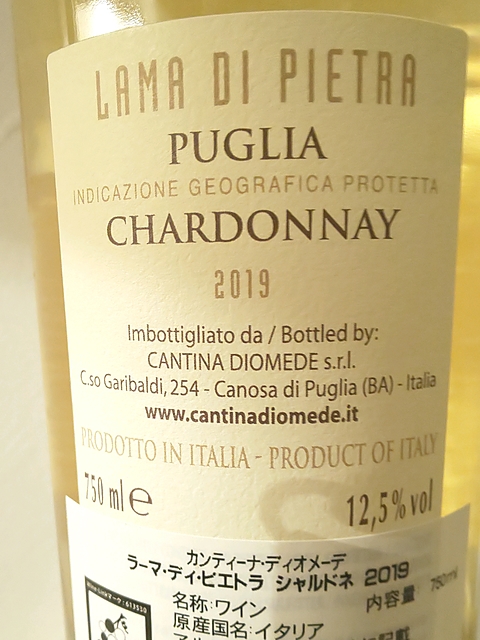 LAMA DI PIETRA
PUGLIA
INDICAZIONE GEOGRAFICA PROTETTA
CHARDONNAY
2019
Imbottigliato da / Bottled by:
CANTINA DIOMEDE s.r.l.
C.so Garibaldi, 254 - Canosa di Puglia (BA) - Italia
www.cantinadiomede.it
PRODOTTO IN ITALIA - PRODUCT OF ITALY
750 ml e 12,5% vol
カンティーナ・ディオメーデ
ラーマ・ディ・ピエトラ シャルドネ 2019
名称:ワイン 内容量 750ml
原産国名:イタリア